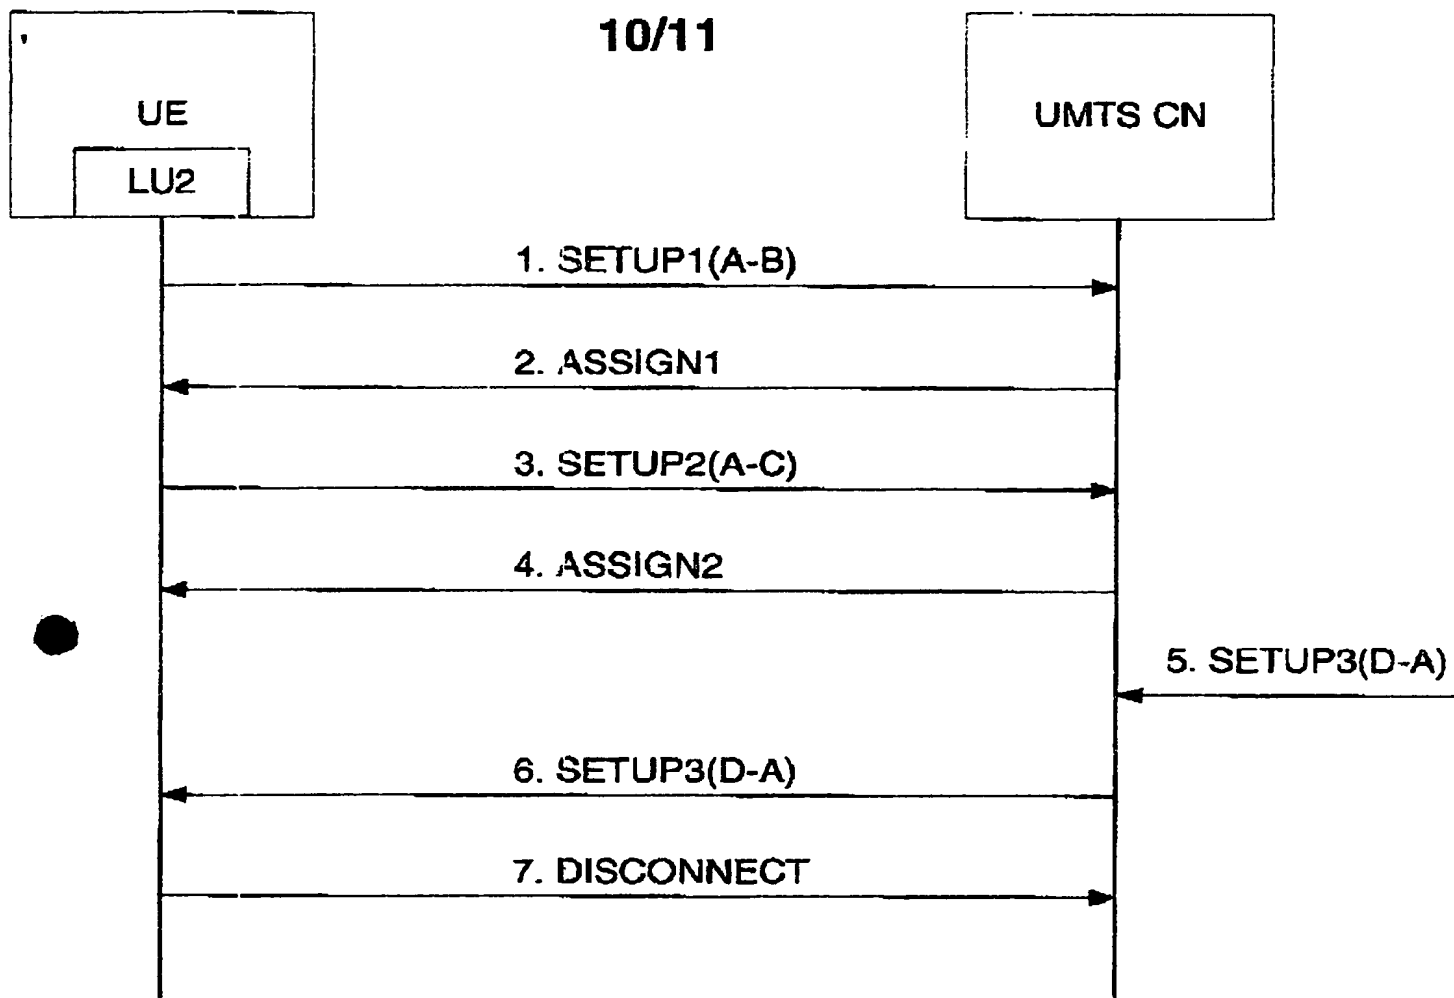 10/11
UE
LU2
UMTS CN
1. SETUP1(A-B)
2. ASSIGN1
3. SETUP2(A-C)
4. ASSIGN2
5. SETUP3(D-A)
6. SETUP3(D-A)
7. DISCONNECT